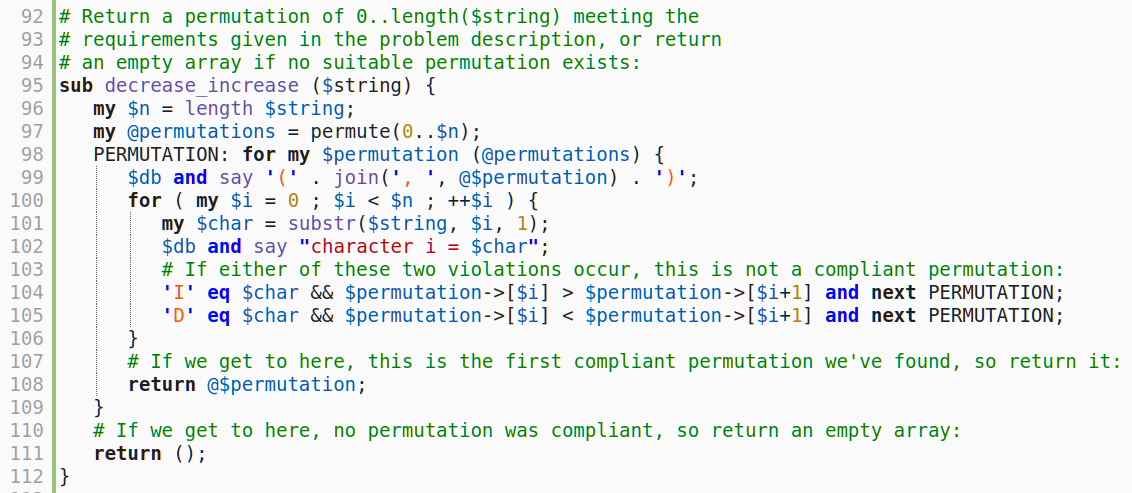 92 # Return a permutation of 0..length($string) meeting the
93 # requirements given in the problem description, or return
94 # an empty array if no suitable permutation exists:
95 sub decrease_increase ($string) {
96    my $n = length $string;
97    my @permutations = permute(0..$n);
98    PERMUTATION: for my $permutation (@permutations) {
99       $db and say '(' . join(', ', @$permutation) . ')';
100       for ( my $i = 0 ; $i < $n ; ++$i ) {
101          my $char = substr($string, $i, 1);
102          $db and say "character i = $char";
103          # If either of these two violations occur, this is not a compliant permutation:
104          'I' eq $char && $permutation->[$i] > $permutation->[$i+1] and next PERMUTATION;
105          'D' eq $char && $permutation->[$i] < $permutation->[$i+1] and next PERMUTATION;
106       }
107       # If we get to here, this is the first compliant permutation we've found, so return it:
108       return @$permutation;
109    }
110    # If we get to here, no permutation was compliant, so return an empty array:
111    return ();
112 }